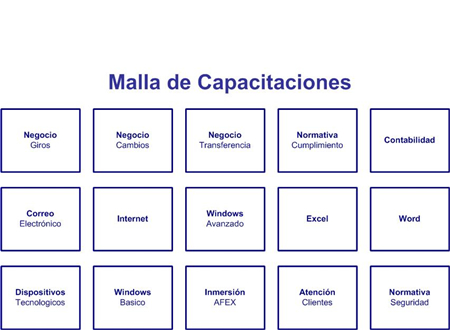 Malla de Capacitaciones
Negocio
Giros
Negocio
Cambios
Negocio
Transferencia
Normativa
Cumplimiento
Contabilidad
Correo
Electrónico
Internet
Windows
Avanzado
Excel
Word
Dispositivos
Tecnologicos
Windows
Basico
Inmersión
AFEX
Atención
Clientes
Normativa
Seguridad